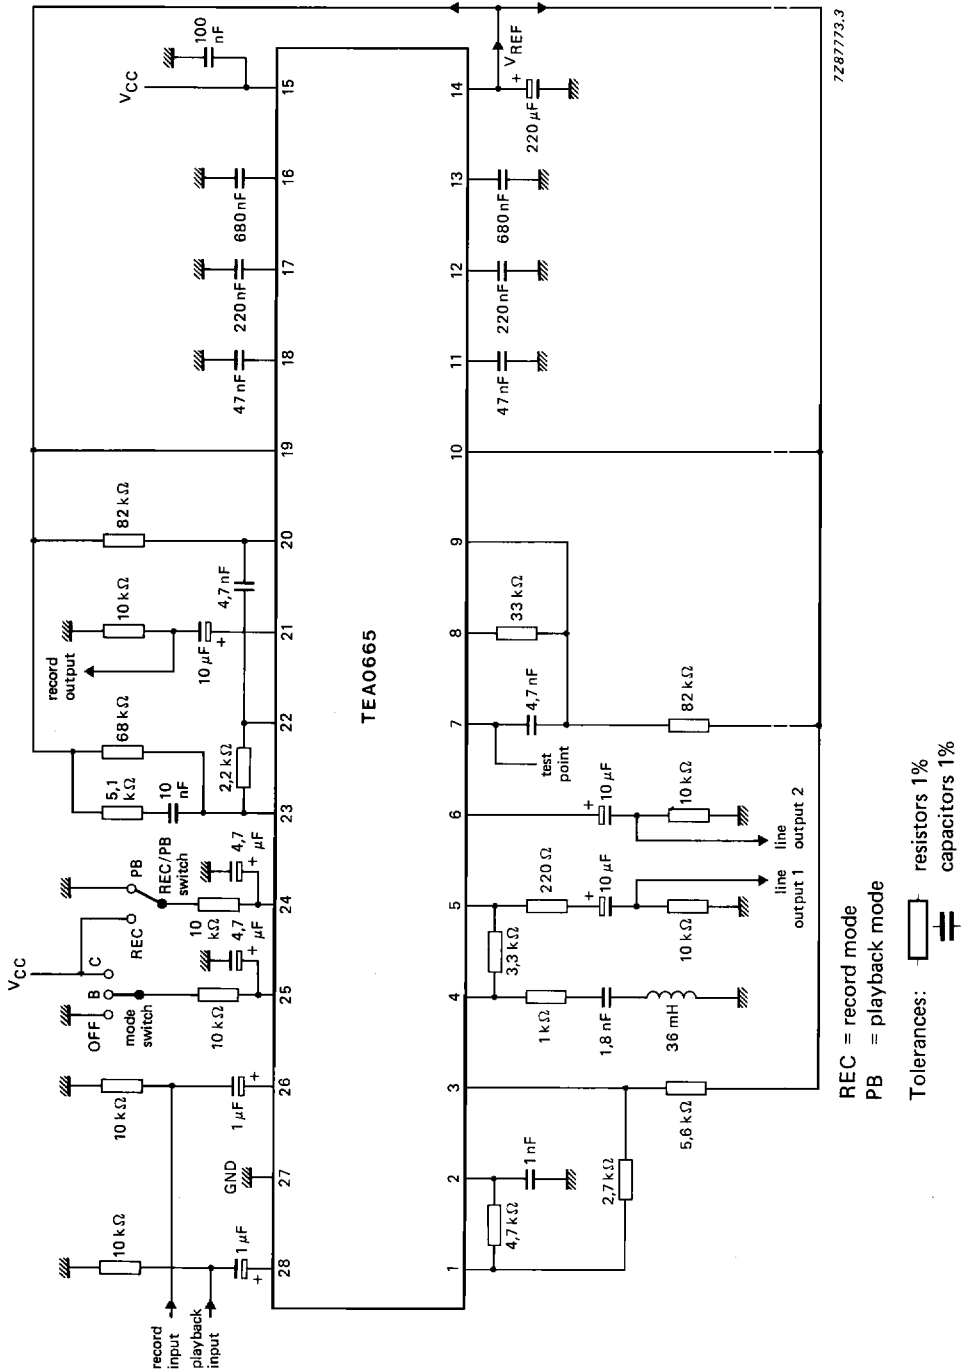 VCC
100
nF
15
16
680 nF
17
220 nF
18
47 nF
19
20
82 kΩ
4,7 nF
21
10 kΩ
10 µF
+
record
output
22
68 kΩ
2,2 kΩ
23
5,1
kΩ
10
nF
24
PB
REC/PB
switch
REC
4,7
µF
+
10
kΩ
25
VCC
C
B
OFF
mode
switch
4,7
µF
+
10 kΩ
26
10 kΩ
1 µF
+
27
GND
28
10 kΩ
1 µF
+
record
input
playback
input
TEA0665
1
2
4,7 kΩ
1 nF
3
2,7 kΩ
5,6 kΩ
4
3,3 kΩ
1 kΩ
1,8 nF
36 mH
5
220 Ω
+
10 µF
10 kΩ
line
output 1
6
+
10 µF
10 kΩ
line
output 2
7
test
point
4,7 nF
82 kΩ
8
33 kΩ
9
10
11
47 nF
12
220 nF
13
680 nF
14
VREF
+
220 µF
7Z87773.3
REC = record mode
PB = playback mode
Tolerances:
resistors 1%
capacitors 1%